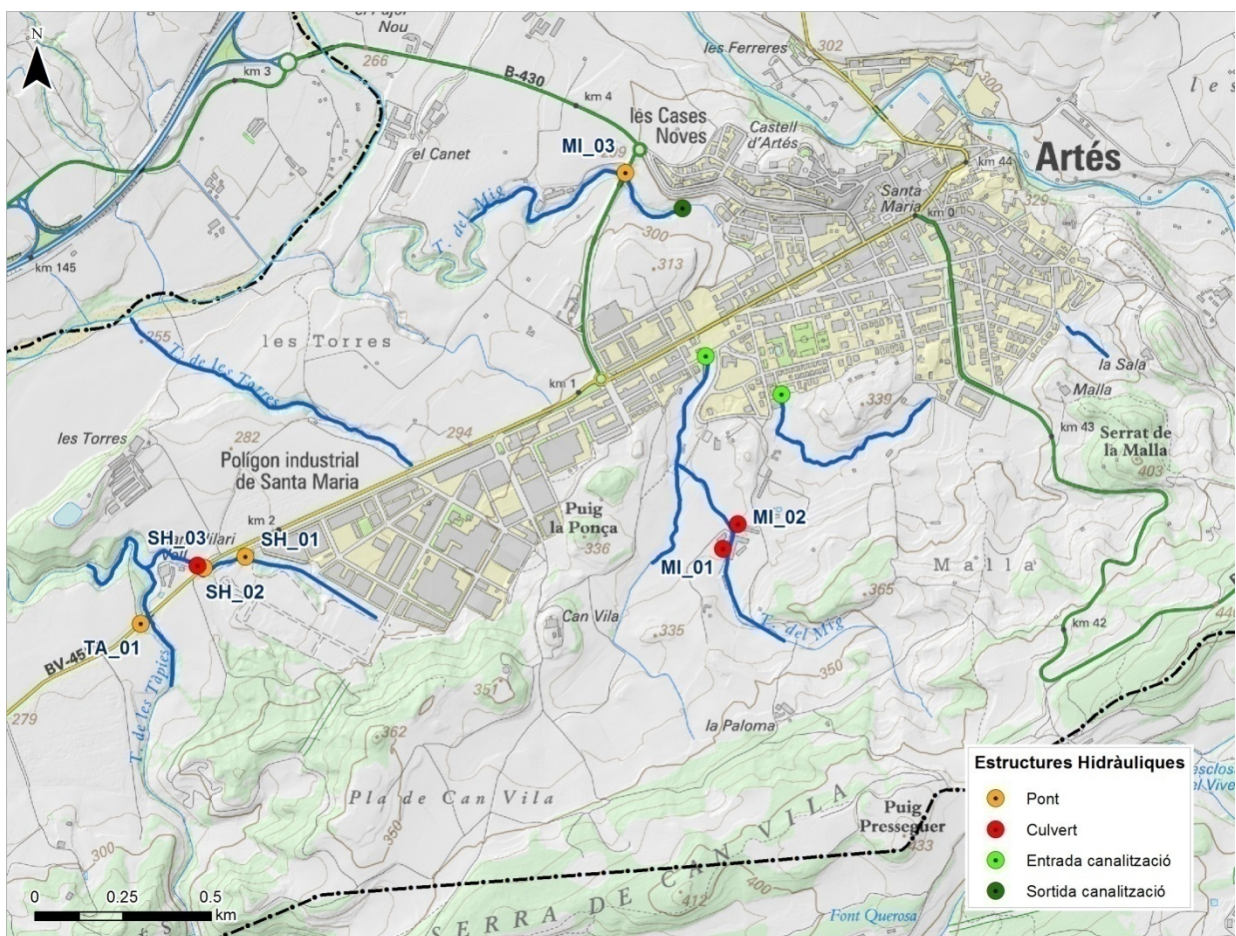 N
Nou
266
km 3
B-430
km 4
les Ferreres
302
300
les Cases
Noves
Castell
d'Artés
MI_03
el Canet
km 44
Artés
Santa
Maria
km 0
329
T. del Mig
300
313
km 145
255
les Torres
T. de les Torres
km 1
la Sala
Malla
339
km 43
Serrat de
la Malla
403
294
282
les Torres
Polígon industrial
de Santa Maria
km 2
Puig
la Ponça
336
MI_02
MI_01
SH_03
SH_01
SH_02
Malla
365
T. del Mig
Can Vila
335
km 42
TA_01
BV-45
350
351
279
T. de les Tàpies
362
la Paloma
Pla de Can Vila
350
300
Puig
Presseguer
433
SERRA DE CAN VILA
400
412
Font Querosa
0 0.25 0.5
km
Estructures Hidràuliques
Pont
Culvert
Entrada canalització
Sortida canalització